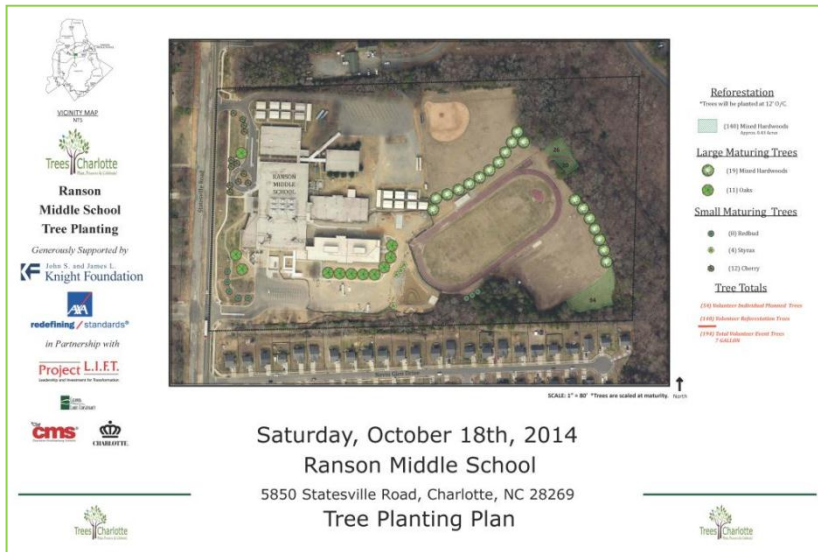 VICINITY MAP
NTS
Trees Charlotte
Ranson
Middle School
Tree Planting
Generously Supported by
John S. and James L.
Knight Foundation
AXA
redefining / standards®
in Partnership with
Project L.I.F.T.
Leadership and Investment for Transformation
cms
CHARLOTTE
Statesville Road
RANSON
MIDDLE
SCHOOL
26
34
Reforestation
*Trees will be planted at 12' O/C.
(140) Mixed Hardwoods
Large Maturing Trees
(19) Mixed Hardwoods
(11) Oaks
Small Maturing Trees
(8) Redbud
(4) Styrax
(12) Cherry
Tree Totals
(54) Volunteer Individual Planted Trees
(140) Volunteer Reforestation Trees
(194) Total Volunteer Event Trees
7 GALLON
SCALE: 1" = 80' *Trees are scaled at maturity.
North
Saturday, October 18th, 2014
Ranson Middle School
5850 Statesville Road, Charlotte, NC 28269
Tree Planting Plan
Trees Charlotte
Trees Charlotte